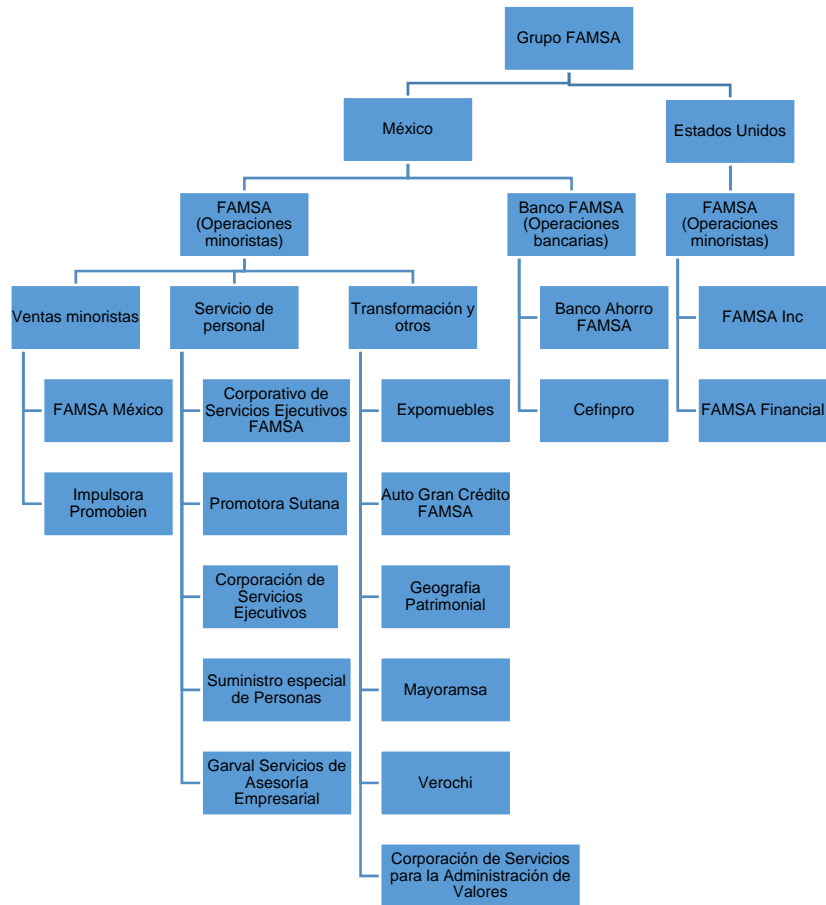 Grupo FAMSA
México
Estados Unidos
FAMSA
(Operaciones
minoristas)
Banco FAMSA
(Operaciones
bancarias)
FAMSA
(Operaciones
minoristas)
Ventas minoristas
Servicio de
personal
Transformación y
otros
Banco Ahorro
FAMSA
FAMSA Inc
FAMSA México
Corporativo de
Servicios Ejecutivos
FAMSA
Expomuebles
Cefinpro
FAMSA Financial
Impulsora
Promobien
Promotora Sutana
Auto Gran Crédito
FAMSA
Corporación de
Servicios
Ejecutivos
Geografia
Patrimonial
Suministro especial
de Personas
Mayoramsa
Garval Servicios de
Asesoría
Empresarial
Verochi
Corporación de Servicios
para la Administración de
Valores